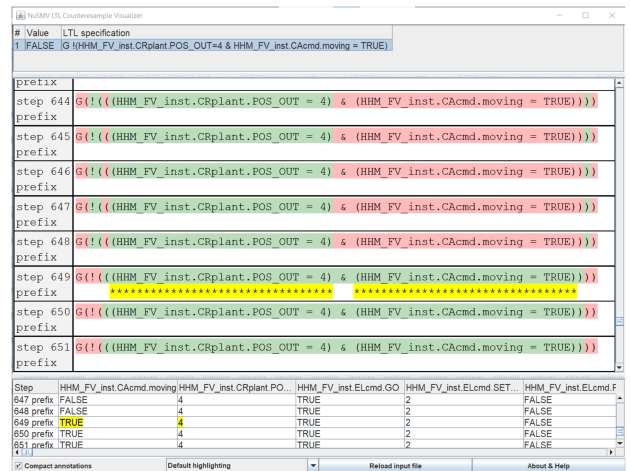 NuSMV LTL Counterexample Visualizer
# Value LTL specification
1 FALSE G !(HHM_FV_inst.CRplant.POS_OUT=4 & HHM_FV_inst.CAcmd.moving = TRUE)
prefix
step 644 G(!(((HHM_FV_inst.CRplant.POS_OUT = 4) & (HHM_FV_inst.CAcmd.moving = TRUE))))
prefix
step 645 G(!(((HHM_FV_inst.CRplant.POS_OUT = 4) & (HHM_FV_inst.CAcmd.moving = TRUE))))
prefix
step 646 G(!(((HHM_FV_inst.CRplant.POS_OUT = 4) & (HHM_FV_inst.CAcmd.moving = TRUE))))
prefix
step 647 G(!(((HHM_FV_inst.CRplant.POS_OUT = 4) & (HHM_FV_inst.CAcmd.moving = TRUE))))
prefix
step 648 G(!(((HHM_FV_inst.CRplant.POS_OUT = 4) & (HHM_FV_inst.CAcmd.moving = TRUE))))
prefix
step 649 G(!(((HHM_FV_inst.CRplant.POS_OUT = 4) & (HHM_FV_inst.CAcmd.moving = TRUE))))
prefix ********************************* *********************************
step 650 G(!(((HHM_FV_inst.CRplant.POS_OUT = 4) & (HHM_FV_inst.CAcmd.moving = TRUE))))
prefix
step 651 G(!(((HHM_FV_inst.CRplant.POS_OUT = 4) & (HHM_FV_inst.CAcmd.moving = TRUE))))
prefix
Step HHM_FV_inst.CAcmd.moving HHM_FV_inst.CRplant.PO... HHM_FV_inst.ELcmd.GO HHM_FV_inst.ELcmd.SET... HHM_FV_inst.ELcmd.F
647 prefix FALSE 4 TRUE 2 FALSE
648 prefix FALSE 4 TRUE 2 FALSE
649 prefix TRUE 4 TRUE 2 FALSE
650 prefix TRUE 4 TRUE 2 FALSE
651 prefix TRUE 4 TRUE 2 FALSE
Compact annotations Default highlighting Reload input file About & Help